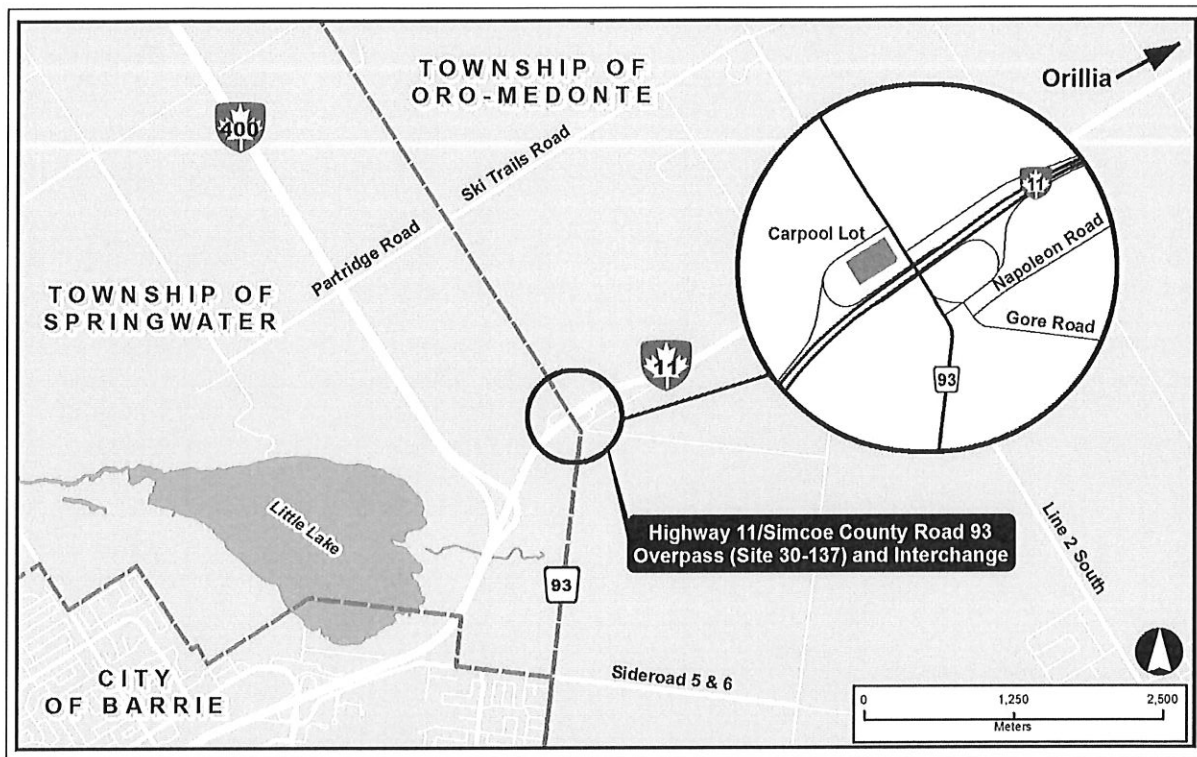 TOWNSHIP OF
ORO-MEDONTE
Orillia
400
Ski Trails Road
11
Carpool Lot
Partridge Road
Napoleon Road
TOWNSHIP OF
SPRINGWATER
Gore Road
11
93
Little Lake
Highway 11/Simcoe County Road 93
Overpass (Site 30-137) and Interchange
Line 2 South
93
CITY
OF BARRIE
Sideroad 5 & 6
0 1,250 2,500
Meters